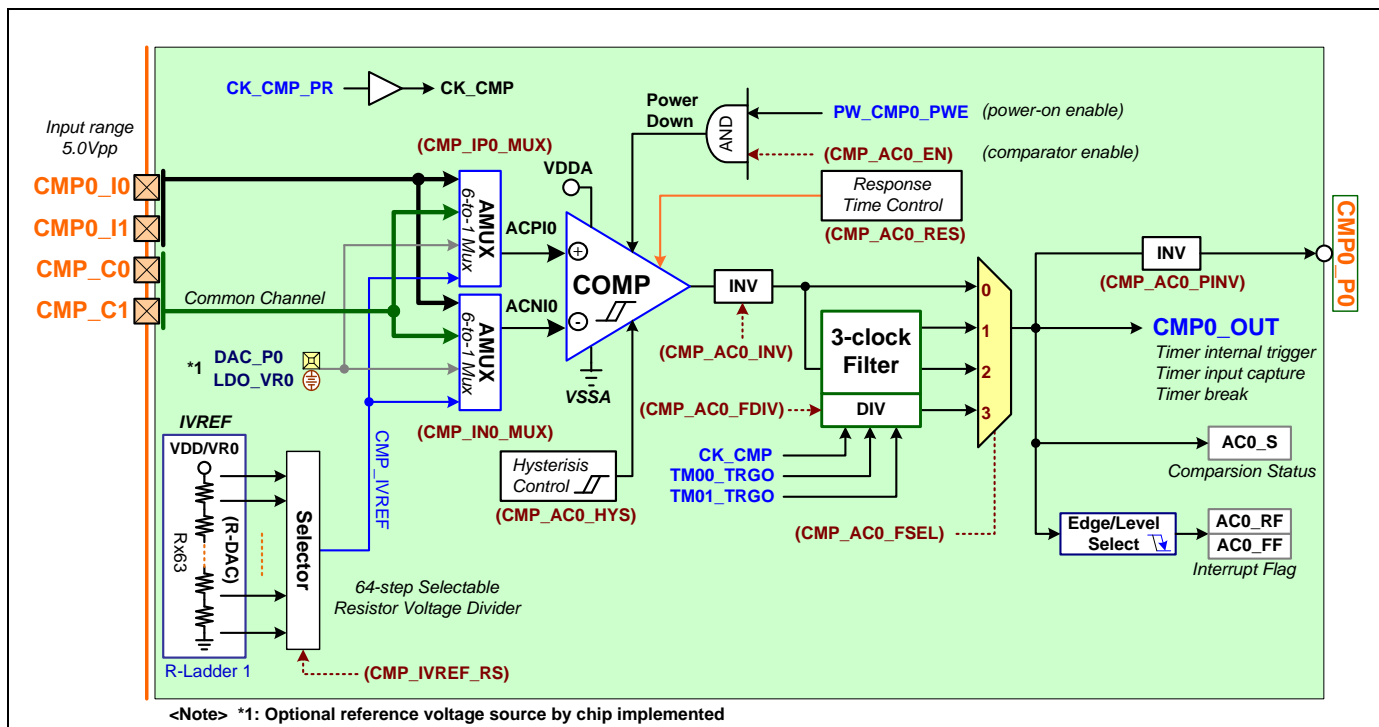 CK_CMP_PR
CK_CMP
Input range
5.0Vpp
CMP0_I0
CMP0_I1
CMP_C0
CMP_C1
Common Channel
*1
DAC_P0
LDO_VR0
IVREF
VDD/VR0
Rx63
(R-DAC)
R-Ladder 1
Selector
CMP_IVREF
64-step Selectable
Resistor Voltage Divider
(CMP_IVREF_RS)
(CMP_IP0_MUX)
AMUX
6-to-1 Mux
ACPI0
AMUX
6-to-1 Mux
ACNI0
(CMP_IN0_MUX)
VDDA
+
COMP
-
VSSA
Hysterisis
Control
(CMP_AC0_HYS)
Power
Down
AND
PW_CMP0_PWE
(power-on enable)
(CMP_AC0_EN)
(comparator enable)
Response
Time Control
(CMP_AC0_RES)
INV
(CMP_AC0_INV)
3-clock
Filter
DIV
(CMP_AC0_FDIV)
CK_CMP
TM00_TRGO
TM01_TRGO
0
1
2
3
(CMP_AC0_FSEL)
INV
(CMP_AC0_PINV)
CMP0_P0
CMP0_OUT
Timer internal trigger
Timer input capture
Timer break
AC0_S
Comparsion Status
Edge/Level
Select
AC0_RF
AC0_FF
Interrupt Flag
<Note> *1: Optional reference voltage source by chip implemented